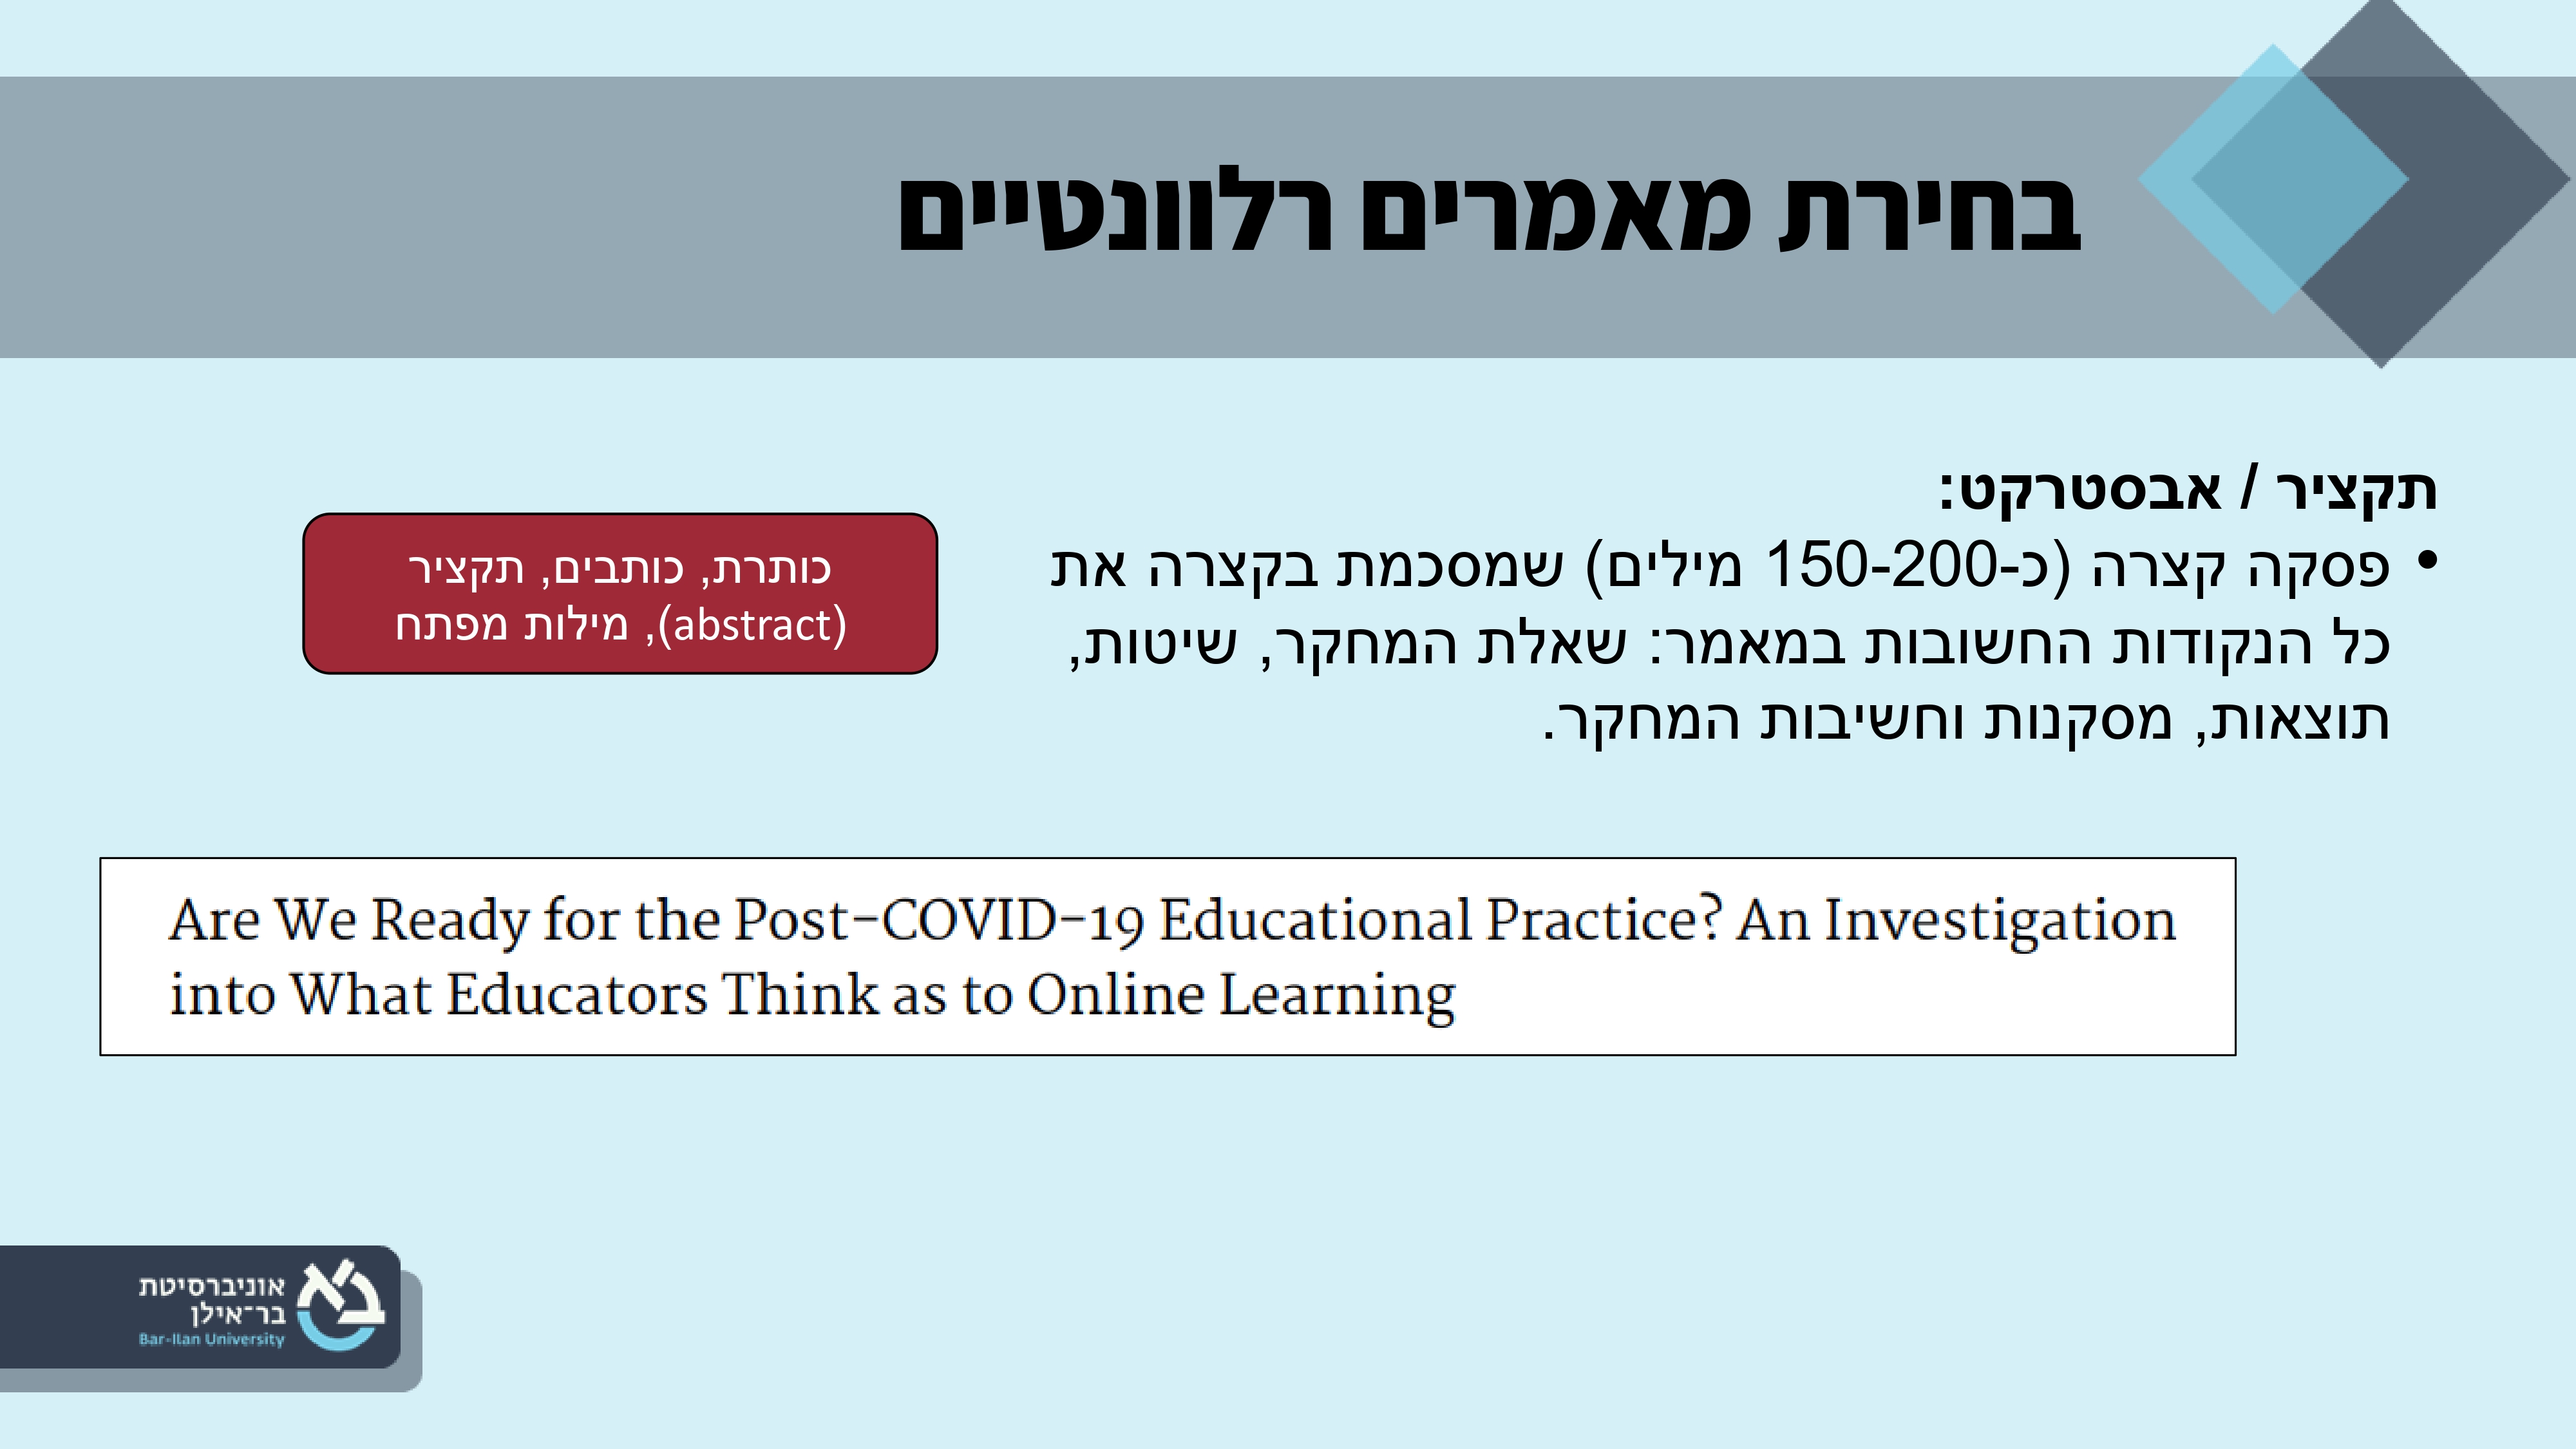 בחירת מאמרים רלוונטיים
תקציר / אבסטרקט:
• פסקה קצרה (כ-150-200 מילים) שמסכמת בקצרה את
כל הנקודות החשובות במאמר: שאלת המחקר, שיטות,
תוצאות, מסקנות וחשיבות המחקר.
כותרת, כותבים, תקציר
(abstract), מילות מפתח
Are We Ready for the Post-COVID-19 Educational Practice? An Investigation
into What Educators Think as to Online Learning
אוניברסיטת
בר־אילן
Bar-Ilan University